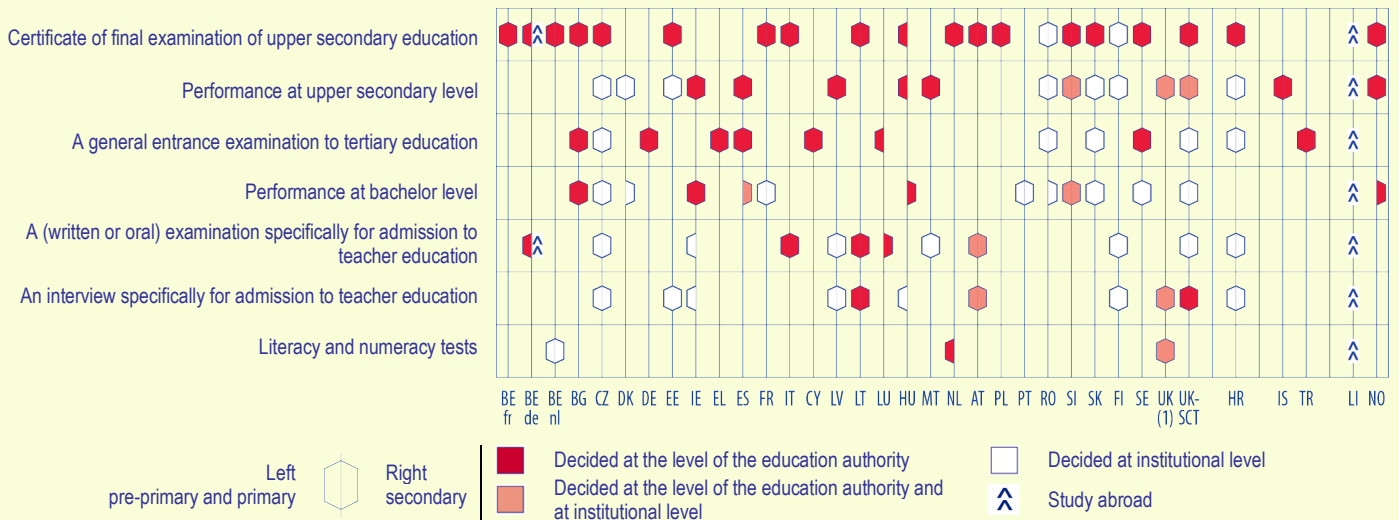 Certificate of final examination of upper secondary education
Performance at upper secondary level
A general entrance examination to tertiary education
Performance at bachelor level
A (written or oral) examination specifically for admission to
teacher education
An interview specifically for admission to teacher education
Literacy and numeracy tests
BE BE BE BG CZ DK DE EE IE EL ES FR IT CY LV LT LU HU MT NL AT PL PT RO SI SK FI SE UK UK- HR IS TR LI NO
fr de nl (1) SCT
Left Right
pre-primary and primary secondary
Decided at the level of the education authority
Decided at institutional level
Decided at the level of the education authority and
at institutional level
Study abroad